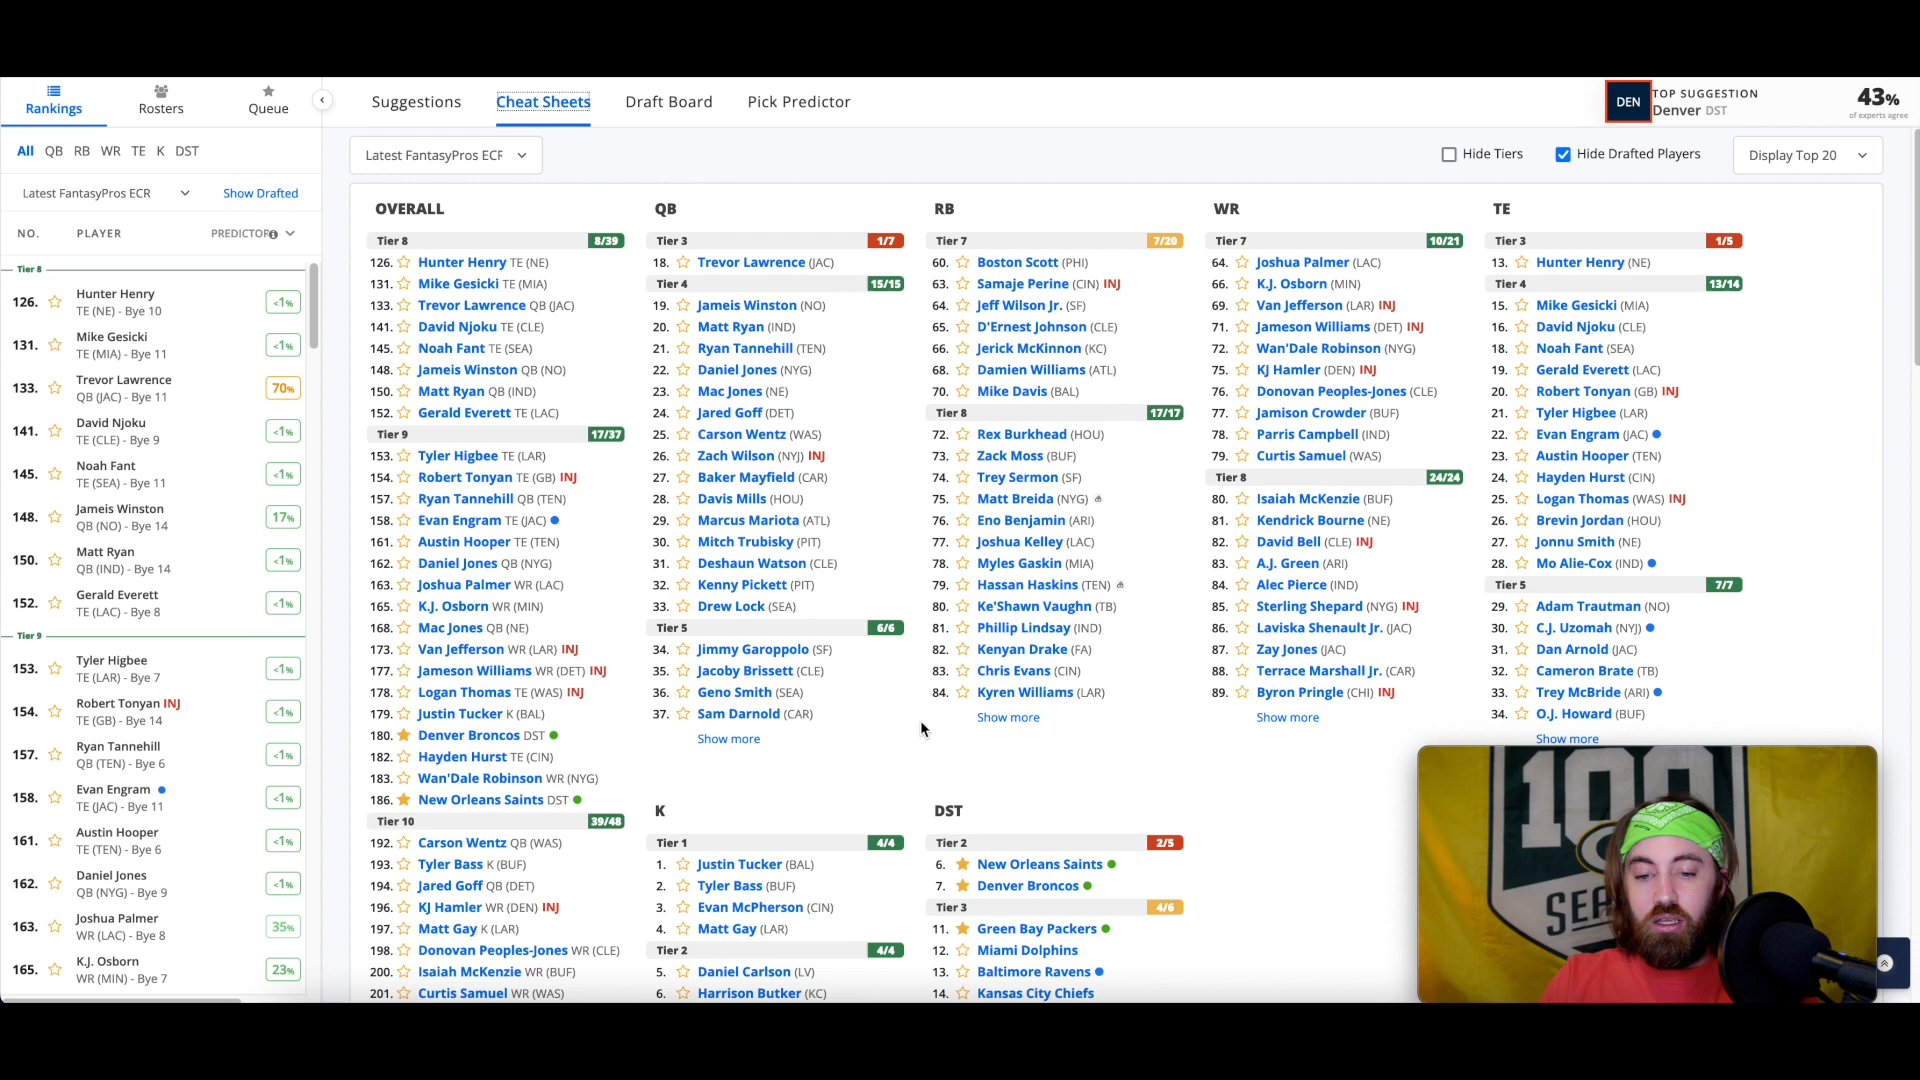 Rankings
Rosters
Queue
Suggestions
Cheat Sheets
Draft Board
Pick Predictor
DEN
TOP SUGGESTION
Denver DST
43%
of experts agree
All QB RB WR TE K DST
Latest FantasyPros ECR
Show Drafted
NO. PLAYER PREDICTOR
Tier 8
126. Hunter Henry <1%
TE (NE) - Bye 10
131. Mike Gesicki <1%
TE (MIA) - Bye 11
133. Trevor Lawrence 70%
QB (JAC) - Bye 11
141. David Njoku <1%
TE (CLE) - Bye 9
145. Noah Fant <1%
TE (SEA) - Bye 11
148. Jameis Winston 17%
QB (NO) - Bye 14
150. Matt Ryan <1%
QB (IND) - Bye 14
152. Gerald Everett <1%
TE (LAC) - Bye 8
Tier 9
153. Tyler Higbee <1%
TE (LAR) - Bye 7
154. Robert Tonyan INJ <1%
TE (GB) - Bye 14
157. Ryan Tannehill <1%
QB (TEN) - Bye 6
158. Evan Engram <1%
TE (JAC) - Bye 11
161. Austin Hooper <1%
TE (TEN) - Bye 6
162. Daniel Jones <1%
QB (NYG) - Bye 9
163. Joshua Palmer 35%
WR (LAC) - Bye 8
165. K.J. Osborn 23%
WR (MIN) - Bye 7
Latest FantasyPros ECR
Hide Tiers
Hide Drafted Players
Display Top 20
OVERALL
Tier 8 8/39
126. Hunter Henry TE (NE)
131. Mike Gesicki TE (MIA)
133. Trevor Lawrence QB (JAC)
141. David Njoku TE (CLE)
145. Noah Fant TE (SEA)
148. Jameis Winston QB (NO)
150. Matt Ryan QB (IND)
152. Gerald Everett TE (LAC)
Tier 9 17/37
153. Tyler Higbee TE (LAR)
154. Robert Tonyan TE (GB) INJ
157. Ryan Tannehill QB (TEN)
158. Evan Engram TE (JAC)
161. Austin Hooper TE (TEN)
162. Daniel Jones QB (NYG)
163. Joshua Palmer WR (LAC)
165. K.J. Osborn WR (MIN)
168. Mac Jones QB (NE)
173. Van Jefferson WR (LAR) INJ
177. Jameson Williams WR (DET) INJ
178. Logan Thomas TE (WAS) INJ
179. Justin Tucker K (BAL)
180. Denver Broncos DST
182. Hayden Hurst TE (CIN)
183. Wan'Dale Robinson WR (NYG)
186. New Orleans Saints DST
Tier 10 39/48
192. Carson Wentz QB (WAS)
193. Tyler Bass K (BUF)
194. Jared Goff QB (DET)
196. KJ Hamler WR (DEN) INJ
197. Matt Gay K (LAR)
198. Donovan Peoples-Jones WR (CLE)
200. Isaiah McKenzie WR (BUF)
201. Curtis Samuel WR (WAS)
QB
Tier 3 1/7
18. Trevor Lawrence (JAC)
Tier 4 15/15
19. Jameis Winston (NO)
20. Matt Ryan (IND)
21. Ryan Tannehill (TEN)
22. Daniel Jones (NYG)
23. Mac Jones (NE)
24. Jared Goff (DET)
25. Carson Wentz (WAS)
26. Zach Wilson (NYJ) INJ
27. Baker Mayfield (CAR)
28. Davis Mills (HOU)
29. Marcus Mariota (ATL)
30. Mitch Trubisky (PIT)
31. Deshaun Watson (CLE)
32. Kenny Pickett (PIT)
33. Drew Lock (SEA)
Tier 5 6/6
34. Jimmy Garoppolo (SF)
35. Jacoby Brissett (CLE)
36. Geno Smith (SEA)
37. Sam Darnold (CAR)
Show more
RB
Tier 7 7/20
60. Boston Scott (PHI)
63. Samaje Perine (CIN) INJ
64. Jeff Wilson Jr. (SF)
65. D'Ernest Johnson (CLE)
66. Jerick McKinnon (KC)
68. Damien Williams (ATL)
70. Mike Davis (BAL)
Tier 8 17/17
72. Rex Burkhead (HOU)
73. Zack Moss (BUF)
74. Trey Sermon (SF)
75. Matt Breida (NYG)
76. Eno Benjamin (ARI)
77. Joshua Kelley (LAC)
78. Myles Gaskin (MIA)
79. Hassan Haskins (TEN)
80. Ke'Shawn Vaughn (TB)
81. Phillip Lindsay (IND)
82. Kenyan Drake (FA)
83. Chris Evans (CIN)
84. Kyren Williams (LAR)
Show more
WR
Tier 7 10/21
64. Joshua Palmer (LAC)
66. K.J. Osborn (MIN)
69. Van Jefferson (LAR) INJ
71. Jameson Williams (DET) INJ
72. Wan'Dale Robinson (NYG)
75. KJ Hamler (DEN) INJ
76. Donovan Peoples-Jones (CLE)
77. Jamison Crowder (BUF)
78. Parris Campbell (IND)
79. Curtis Samuel (WAS)
Tier 8 24/24
80. Isaiah McKenzie (BUF)
81. Kendrick Bourne (NE)
82. David Bell (CLE) INJ
83. A.J. Green (ARI)
84. Alec Pierce (IND)
85. Sterling Shepard (NYG) INJ
86. Laviska Shenault Jr. (JAC)
87. Zay Jones (JAC)
88. Terrace Marshall Jr. (CAR)
89. Byron Pringle (CHI) INJ
Show more
TE
Tier 3 1/5
13. Hunter Henry (NE)
Tier 4 13/14
15. Mike Gesicki (MIA)
16. David Njoku (CLE)
18. Noah Fant (SEA)
19. Gerald Everett (LAC)
20. Robert Tonyan (GB) INJ
21. Tyler Higbee (LAR)
22. Evan Engram (JAC)
23. Austin Hooper (TEN)
24. Hayden Hurst (CIN)
25. Logan Thomas (WAS) INJ
26. Brevin Jordan (HOU)
27. Jonnu Smith (NE)
28. Mo Alie-Cox (IND)
Tier 5 7/7
29. Adam Trautman (NO)
30. C.J. Uzomah (NYJ)
31. Dan Arnold (JAC)
32. Cameron Brate (TB)
33. Trey McBride (ARI)
34. O.J. Howard (BUF)
Show more
K
Tier 1 4/4
1. Justin Tucker (BAL)
2. Tyler Bass (BUF)
3. Evan McPherson (CIN)
4. Matt Gay (LAR)
Tier 2 4/4
5. Daniel Carlson (LV)
6. Harrison Butker (KC)
DST
Tier 2 2/5
6. New Orleans Saints
7. Denver Broncos
Tier 3 4/6
11. Green Bay Packers
12. Miami Dolphins
13. Baltimore Ravens
14. Kansas City Chiefs
100